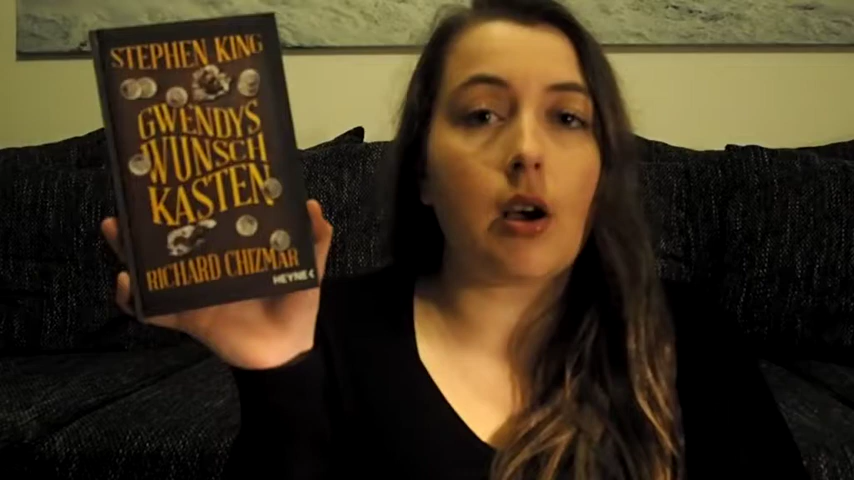 STEPHEN KING
GWENDYS
WUNSCH
KASTEN
RICHARD CHIZMAR
HEYNE <